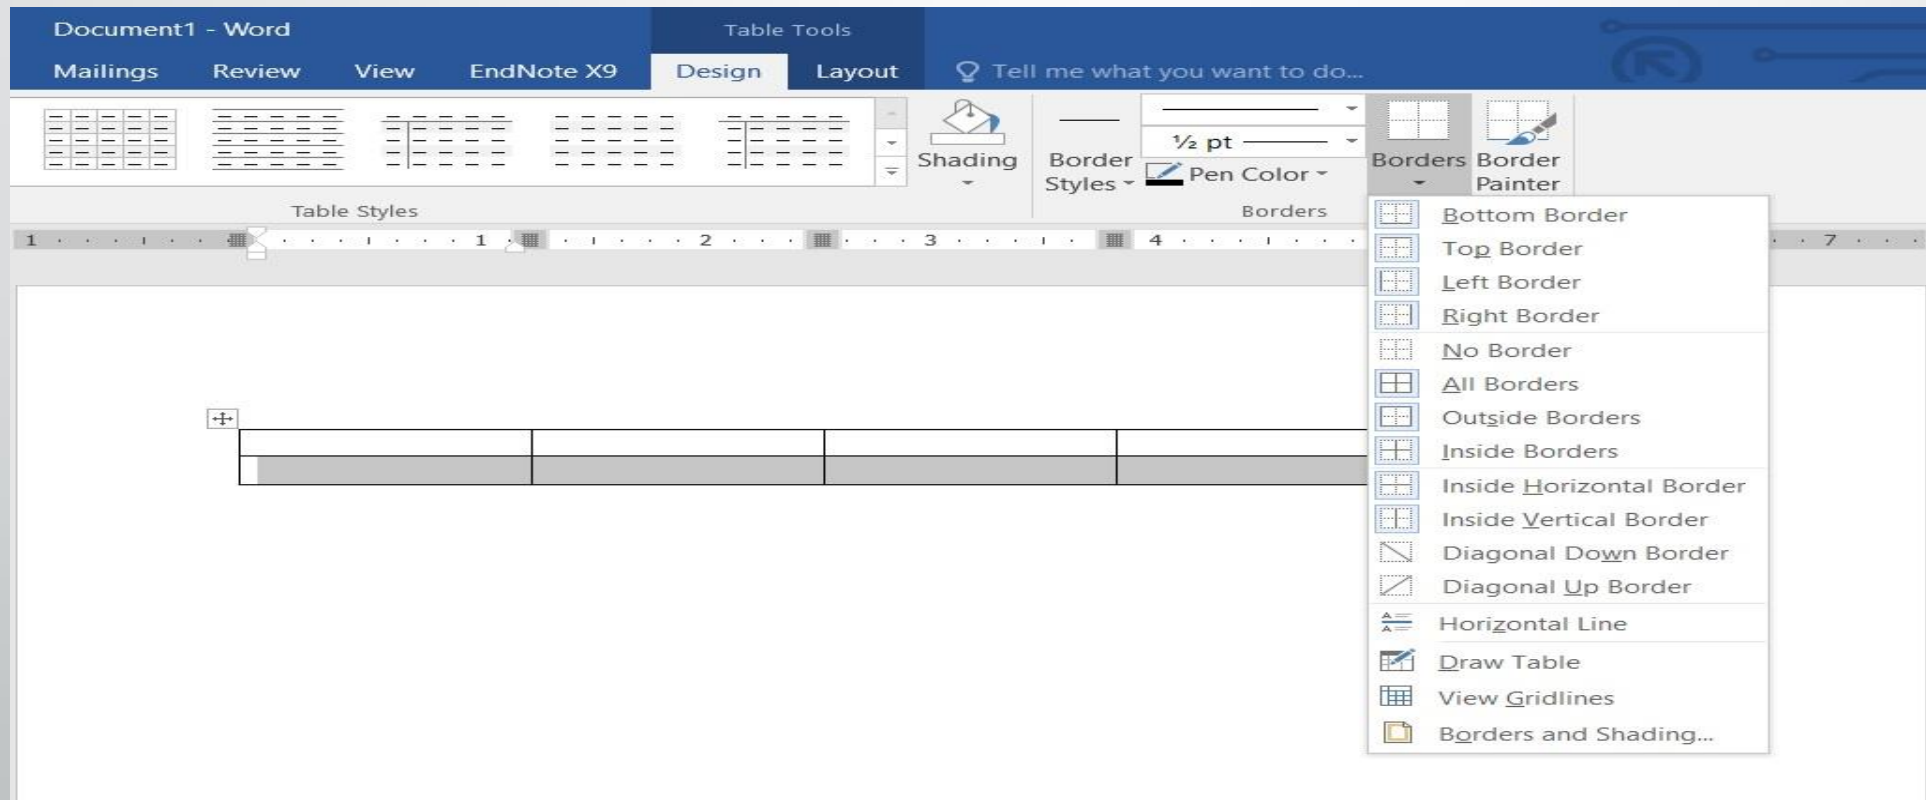 Document1 - Word
Table Tools
Mailings Review View EndNote X9 Design Layout Tell me what you want to do...
Shading
Border Styles
½ pt
Pen Color
Borders
Border Painter
Table Styles
Borders
1 1 2 3 4 7
Bottom Border
Top Border
Left Border
Right Border
No Border
All Borders
Outside Borders
Inside Borders
Inside Horizontal Border
Inside Vertical Border
Diagonal Down Border
Diagonal Up Border
Horizontal Line
Draw Table
View Gridlines
Borders and Shading...